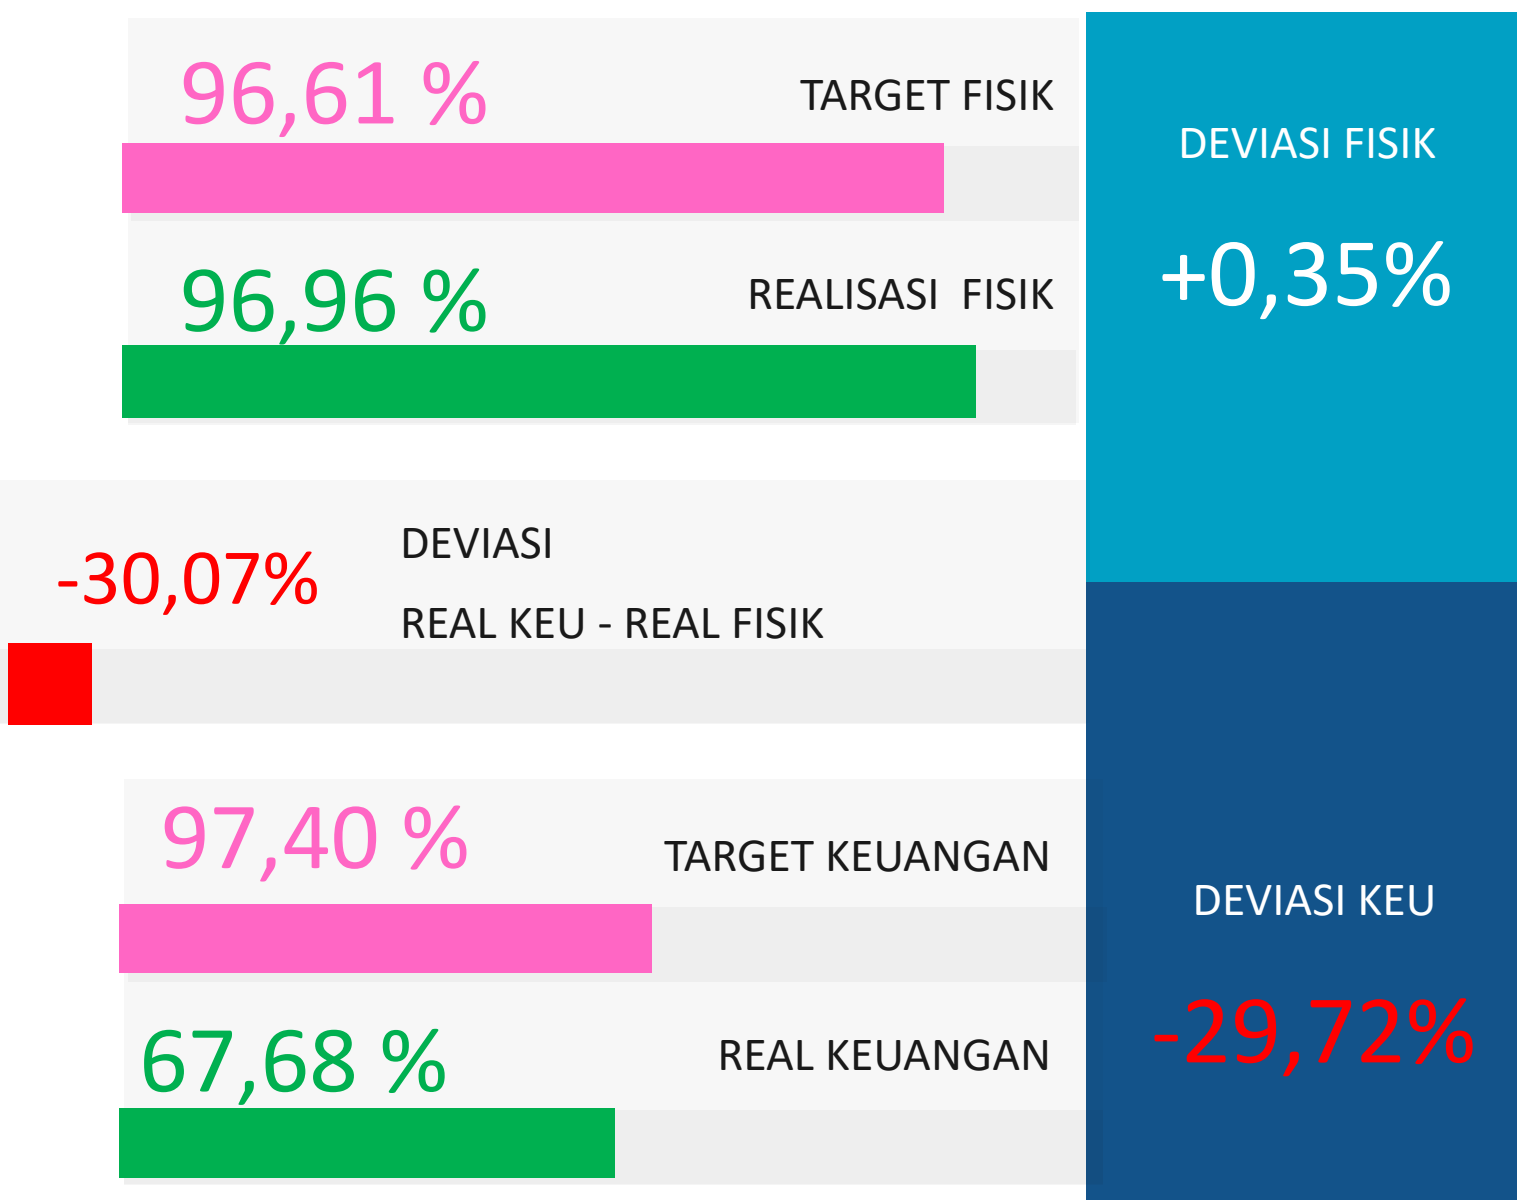 96,61 %
TARGET FISIK
96,96 %
REALISASI FISIK
DEVIASI FISIK
+0,35%
-30,07%
DEVIASI
REAL KEU - REAL FISIK
97,40 %
TARGET KEUANGAN
67,68 %
REAL KEUANGAN
DEVIASI KEU
-29,72%